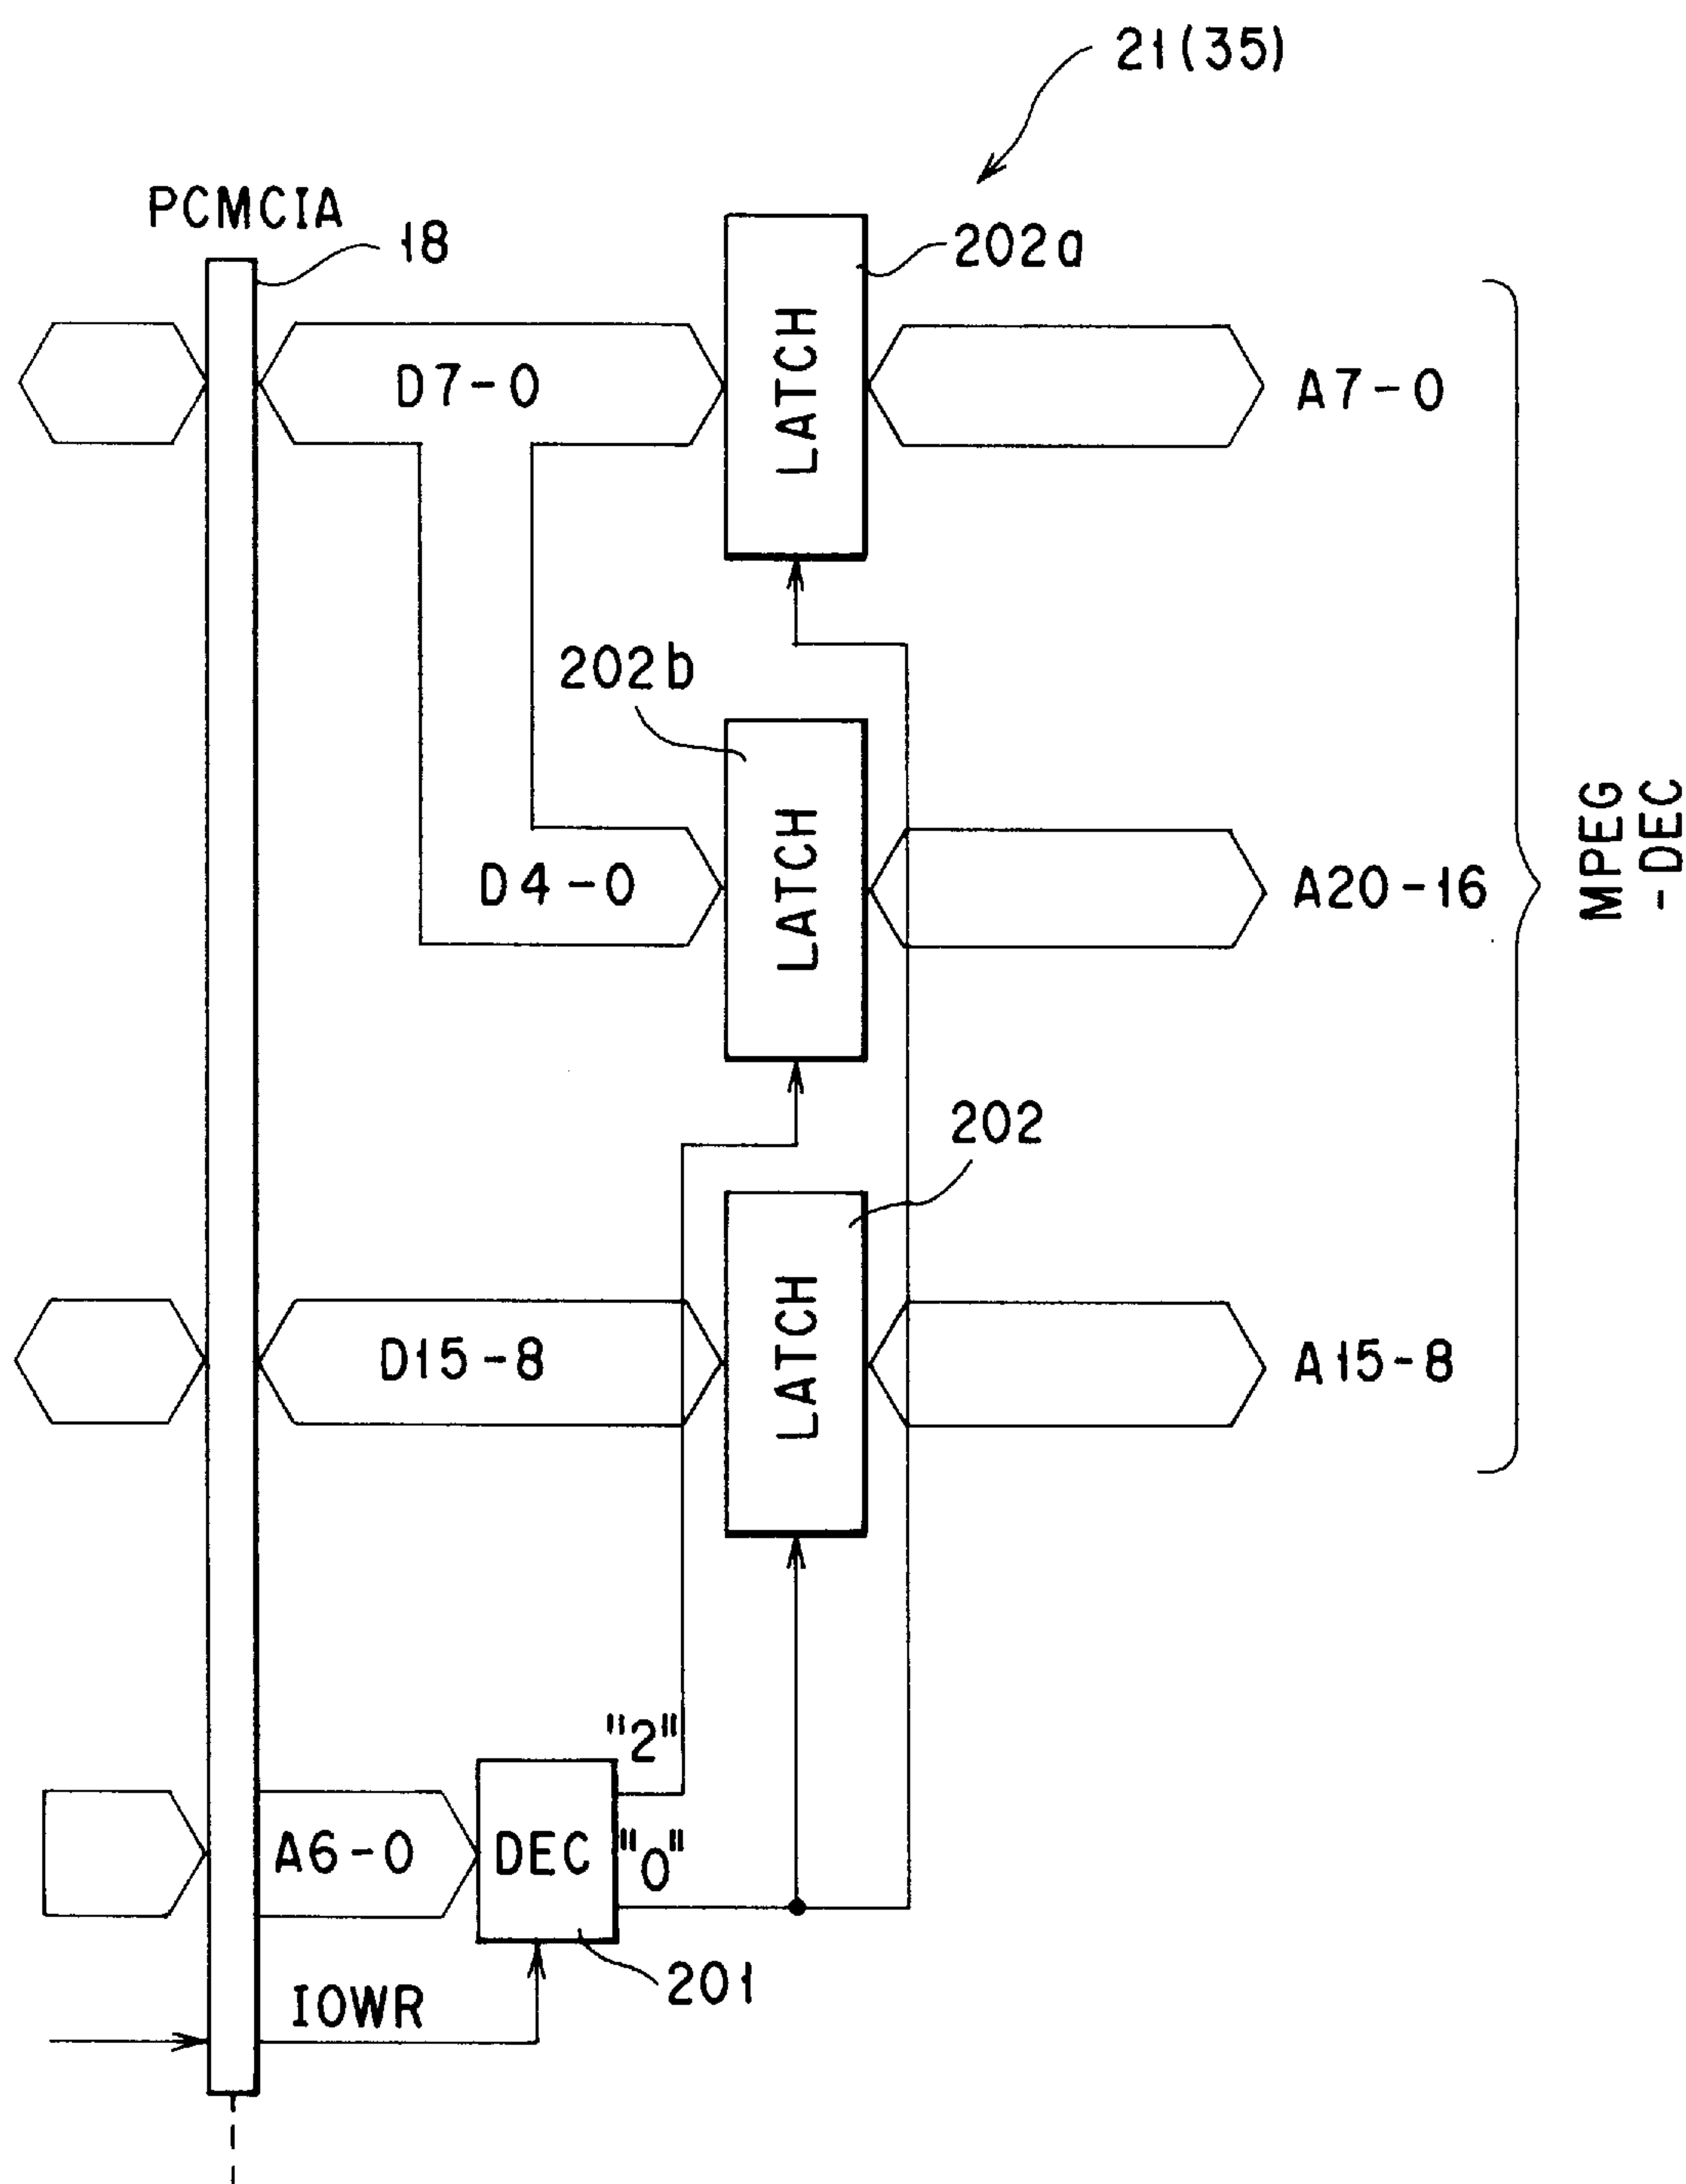 21(35)
PCMCIA
18
202a
LATCH
D7-0
A7-0
202b
LATCH
D4-0
A20-16
MPEG
-DEC
202
LATCH
D15-8
A15-8
"2"
A6-0
DEC
"0"
201
IOWR